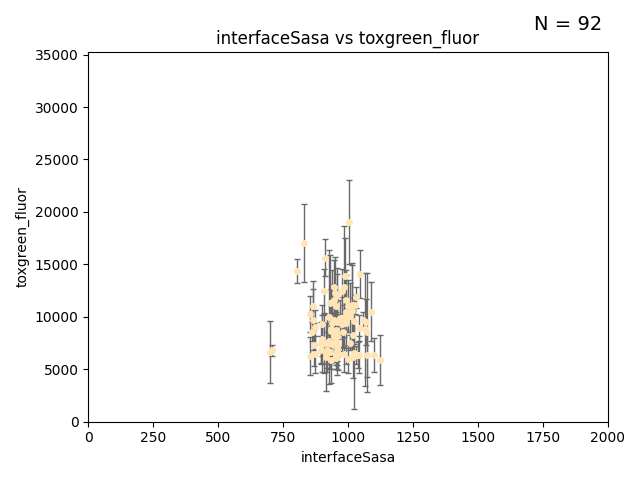 N = 92
interfaceSasa vs toxgreen_fluor
35000
30000
25000
20000
15000
10000
5000
0
toxgreen_fluor
0 250 500 750 1000 1250 1500 1750 2000
interfaceSasa